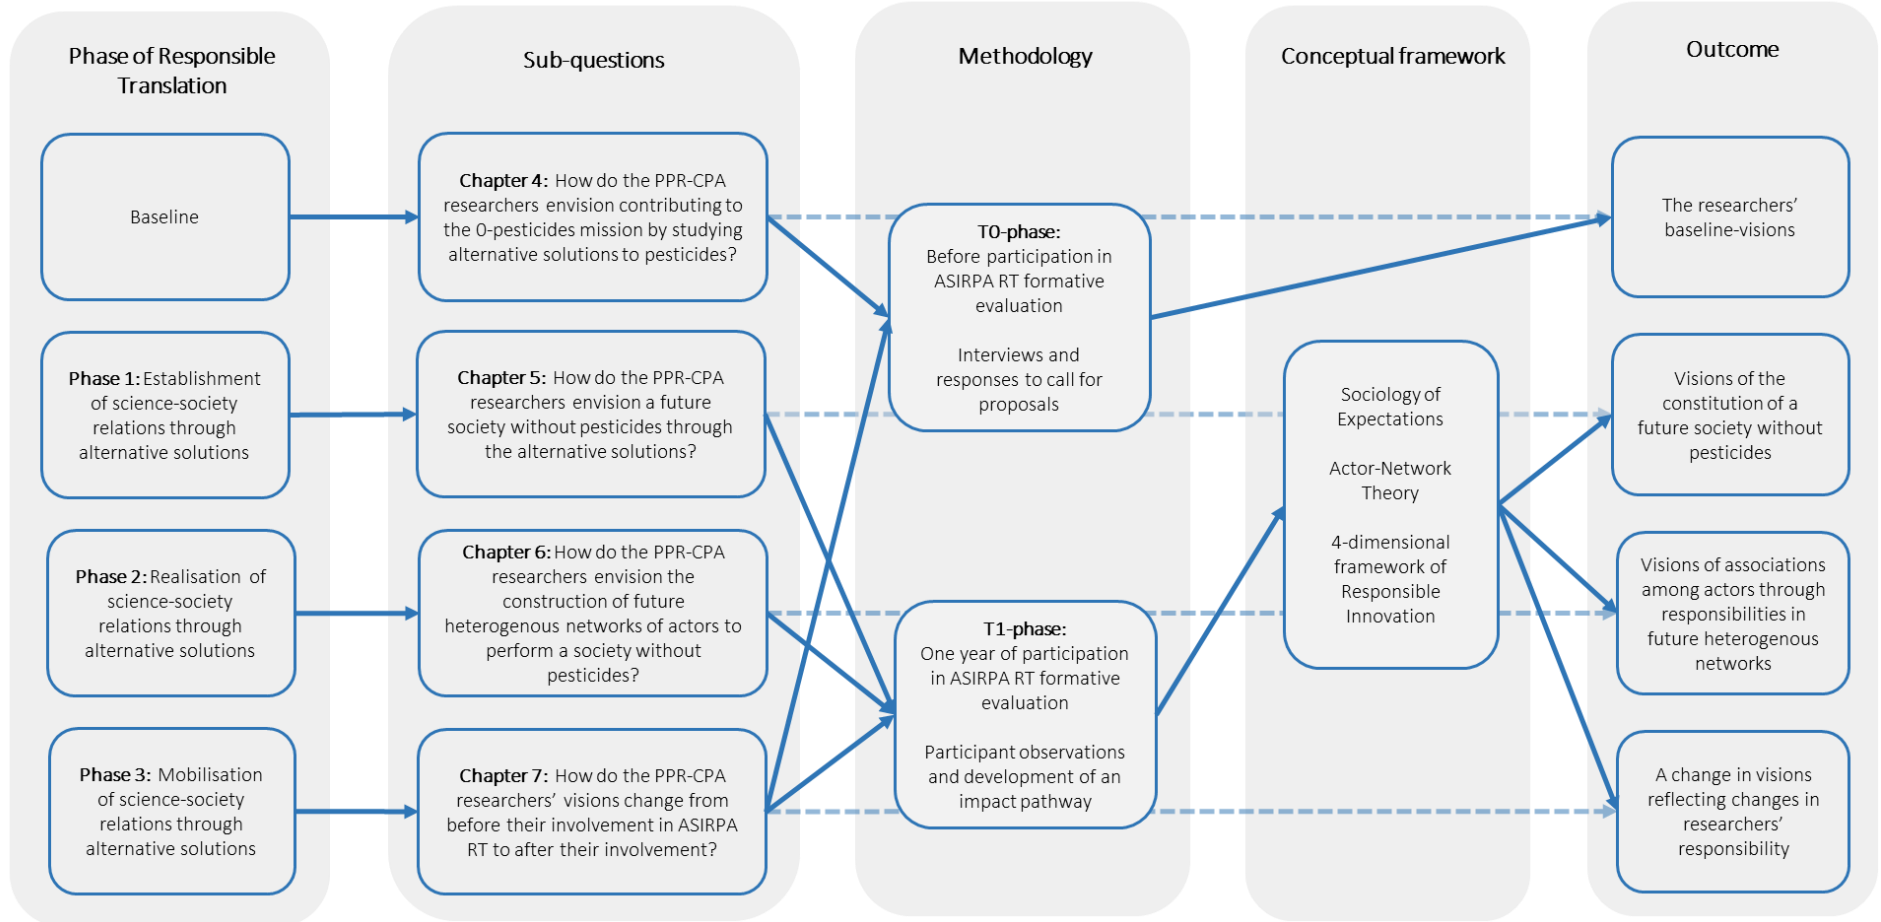 Phase of Responsible
Translation
Sub-questions
Methodology
Conceptual framework
Outcome
Baseline
Phase 1: Establishment
of science-society
relations through
alternative solutions
Phase 2: Realisation of
science-society
relations through
alternative solutions
Phase 3: Mobilisation
of science-society
relations through
alternative solutions
Chapter 4: How do the PPR-CPA
researchers envision contributing to
the 0-pesticides mission by studying
alternative solutions to pesticides?
Chapter 5: How do the PPR-CPA
researchers envision a future
society without pesticides through
the alternative solutions?
Chapter 6: How do the PPR-CPA
researchers envision the
construction of future
heterogenous networks of actors to
perform a society without
pesticides?
Chapter 7: How do the PPR-CPA
researchers’ visions change from
before their involvement in ASIRPA
RT to after their involvement?
T0-phase:
Before participation in
ASIRPA RT formative
evaluation
Interviews and
responses to call for
proposals
T1-phase:
One year of participation
in ASIRPA RT formative
evaluation
Participant observations
and development of an
impact pathway
Sociology of
Expectations
Actor-Network
Theory
4-dimensional
framework of
Responsible
Innovation
The researchers’
baseline-visions
Visions of the
constitution of a
future society without
pesticides
Visions of associations
among actors through
responsibilities in
future heterogenous
networks
A change in visions
reflecting changes in
researchers’
responsibility